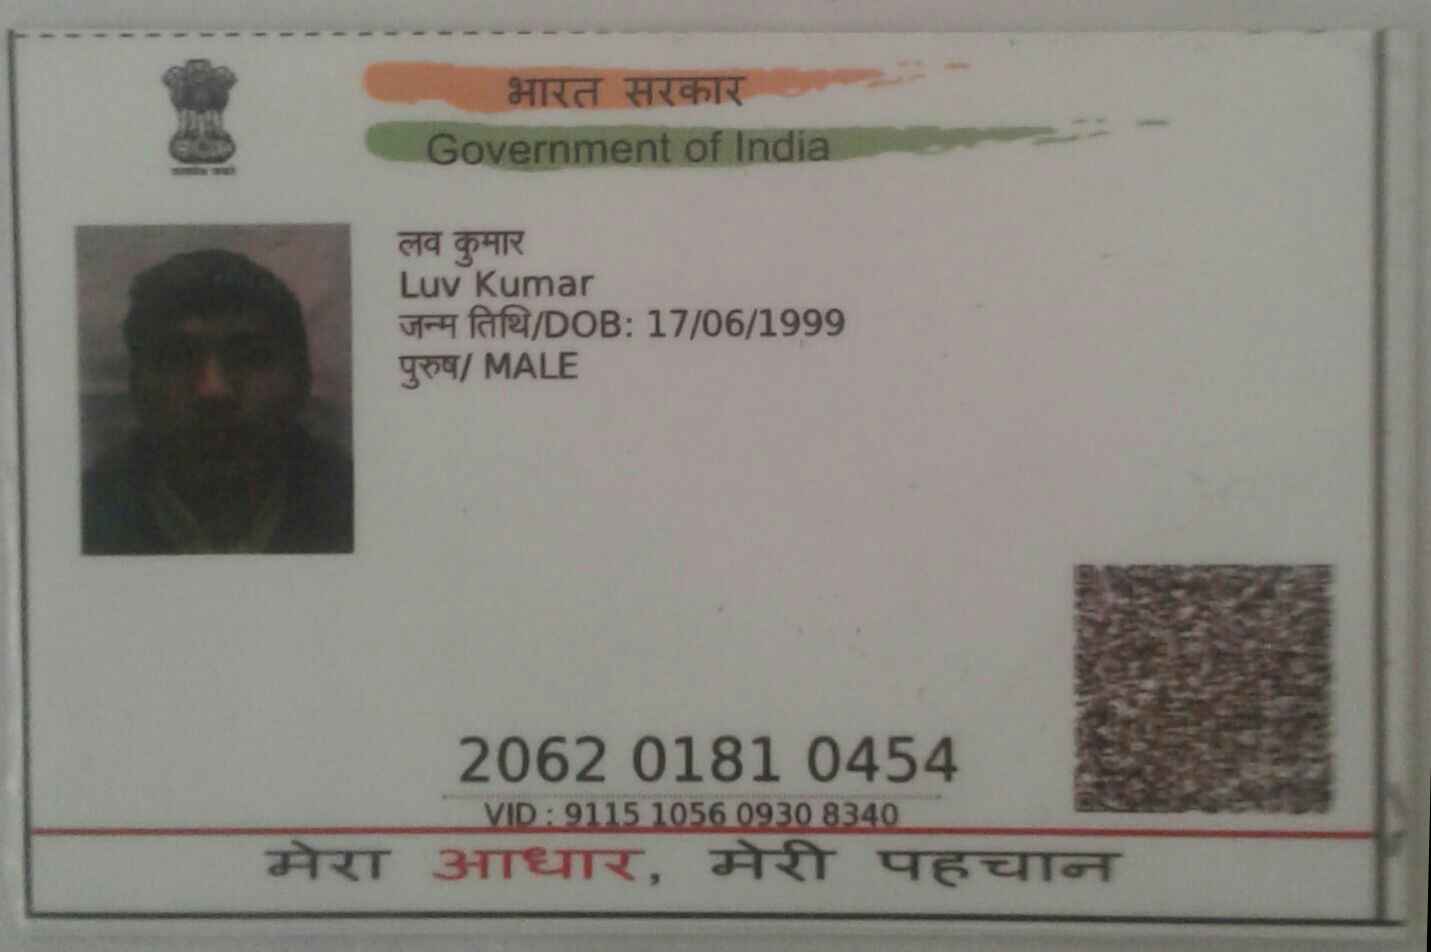 भारत सरकार
Government of India
लव कुमार
Luv Kumar
जन्म तिथि/DOB: 17/06/1999
पुरुष/ MALE
2062 0181 0454
VID : 9115 1056 0930 8340
मेरा आधार, मेरी पहचान